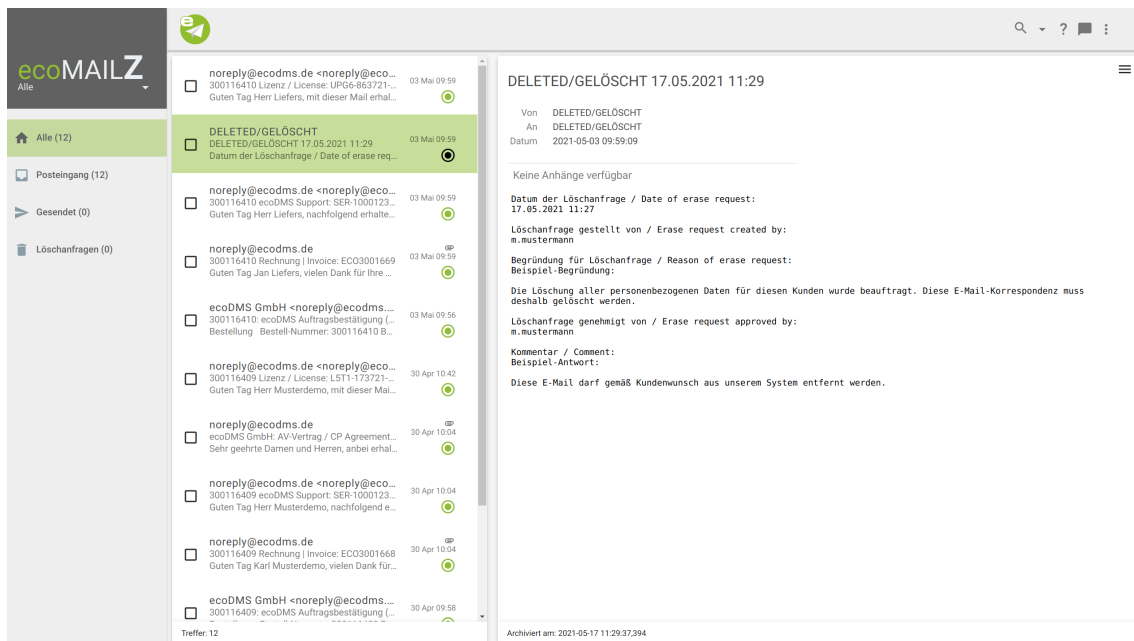 e
ecoMAILZ
Alle
Alle (12)
Posteingang (12)
Gesendet (0)
Löschanfragen (0)
?
noreply@ecodms.de <noreply@eco...
03 Mai 09:59
300116410 Lizenz / License: UPG6-863721-...
Guten Tag Herr Liefers, mit dieser Mail erhal...
DELETED/GELÖSCHT
03 Mai 09:59
DELETED/GELÖSCHT 17.05.2021 11:29
Datum der Löschanfrage / Date of erase req...
noreply@ecodms.de <noreply@eco...
03 Mai 09:59
300116410 ecoDMS Support: SER-1000123...
Guten Tag Herr Liefers, nachfolgend erhalte...
noreply@ecodms.de
03 Mai 09:59
300116410 Rechnung | Invoice: ECO3001669
Guten Tag Jan Liefers, vielen Dank für Ihre ...
ecoDMS GmbH <noreply@ecodms....
03 Mai 09:56
300116410: ecoDMS Auftragsbestätigung (...
Bestellung Bestell-Nummer: 300116410 B...
noreply@ecodms.de <noreply@eco...
30 Apr 10:42
300116409 Lizenz / License: L5T1-173721-...
Guten Tag Herr Musterdemo, mit dieser Mai...
noreply@ecodms.de
30 Apr 10:04
ecoDMS GmbH: AV-Vertrag / CP Agreement...
Sehr geehrte Damen und Herren, anbei erhal...
noreply@ecodms.de <noreply@eco...
30 Apr 10:04
300116409 ecoDMS Support: SER-1000123...
Guten Tag Herr Musterdemo, nachfolgend e...
noreply@ecodms.de
30 Apr 10:04
300116409 Rechnung | Invoice: ECO3001668
Guten Tag Karl Musterdemo, vielen Dank für...
ecoDMS GmbH <noreply@ecodms....
30 Apr 09:58
300116409: ecoDMS Auftragsbestätigung (...
Treffer: 12
DELETED/GELÖSCHT 17.05.2021 11:29
Von DELETED/GELÖSCHT
An DELETED/GELÖSCHT
Datum 2021-05-03 09:59:09
Keine Anhänge verfügbar
Datum der Löschanfrage / Date of erase request:
17.05.2021 11:27
Löschanfrage gestellt von / Erase request created by:
m.mustermann
Begründung für Löschanfrage / Reason of erase request:
Beispiel-Begründung:
Die Löschung aller personenbezogenen Daten für diesen Kunden wurde beauftragt. Diese E-Mail-Korrespondenz muss
deshalb gelöscht werden.
Löschanfrage genehmigt von / Erase request approved by:
m.mustermann
Kommentar / Comment:
Beispiel-Antwort:
Diese E-Mail darf gemäß Kundenwunsch aus unserem System entfernt werden.
Archiviert am: 2021-05-17 11:29:37,394